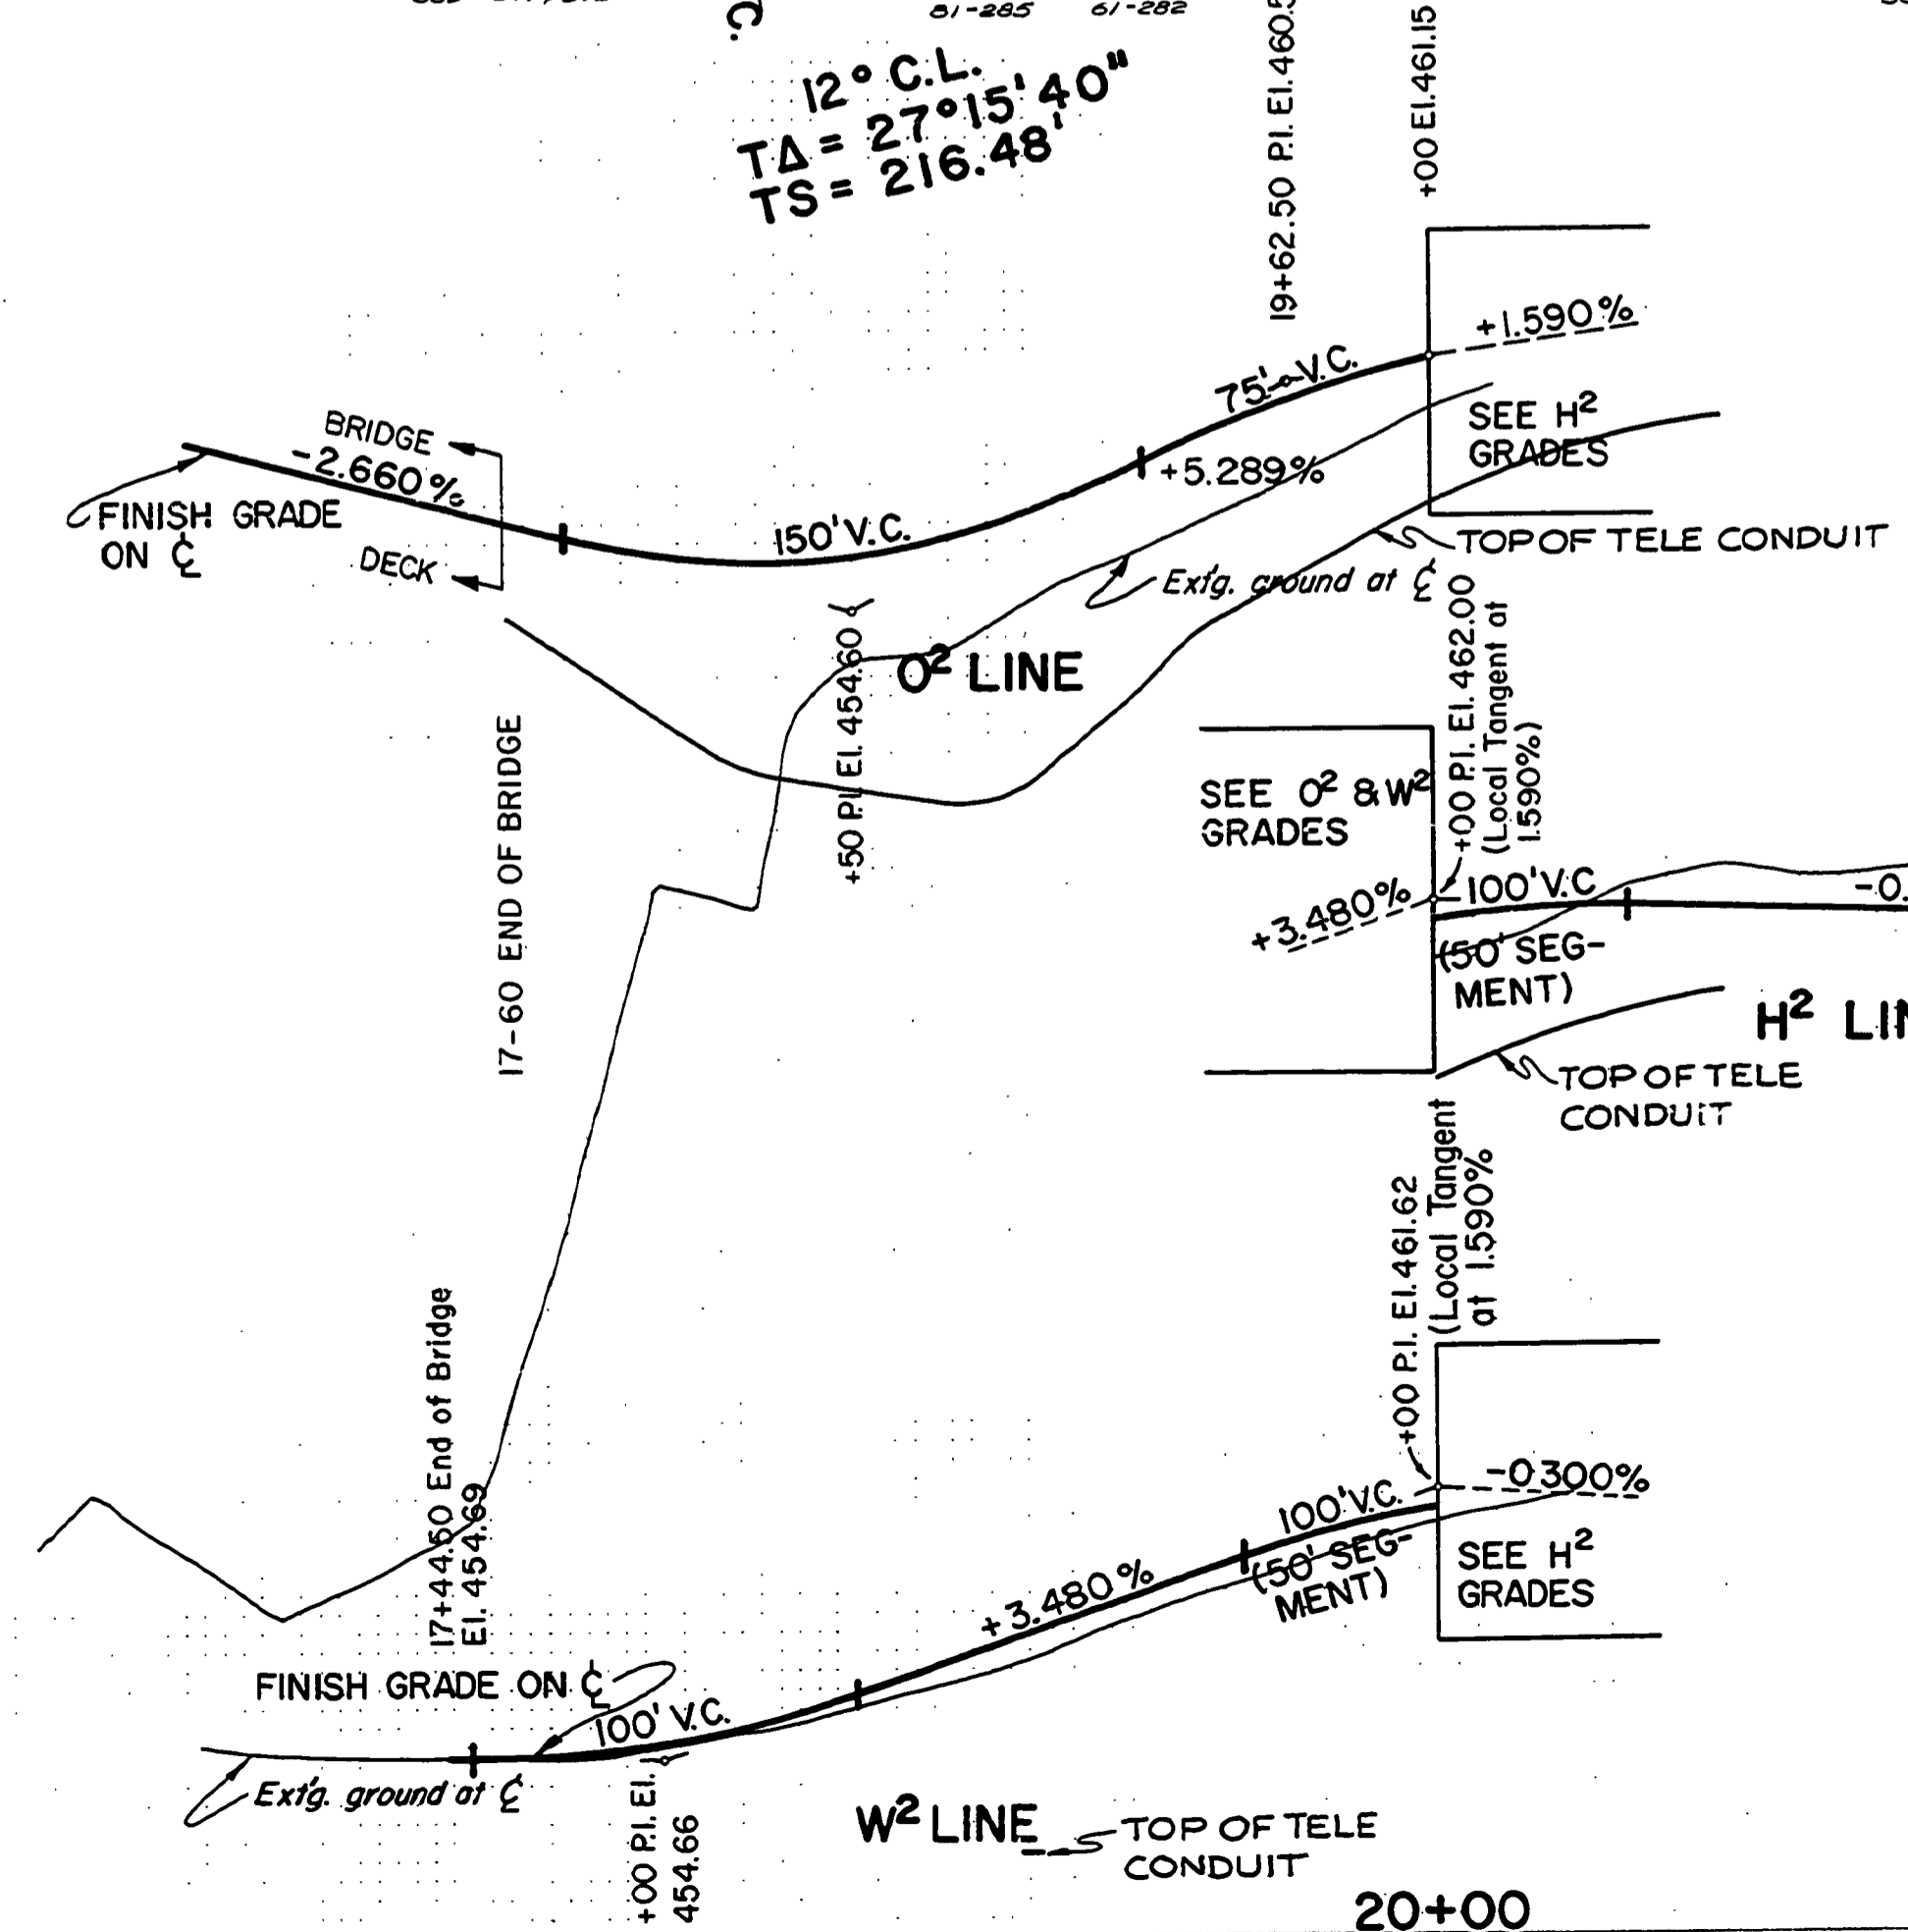 81-285 61-282
12° C.L.
TΔ = 27°15'40"
TS = 216.48'
19+62.50 P.I. El. 460.5
+00 El. 461.15
+1.590%
75' V.C.
SEE H²
GRADES
BRIDGE
-2.660%
+5.289%
FINISH GRADE
ON ℄
DECK
150' V.C.
TOP OF TELE CONDUIT
Extg. ground at ℄
+50 P.I. El. 454.60
O² LINE
17-60 END OF BRIDGE
+00 P.I. El. 462.00
(Local Tangent at
1.590%)
SEE O² & W²
GRADES
+3.480%
100' V.C
-0.
(50' SEG-
MENT)
H² LIN
TOP OF TELE
CONDUIT
+00 P.I. El. 461.62
(Local Tangent
at 1.590%
17+44.50 End of Bridge
El. 454.69
-0.300%
100' V.C.
(50' SEG-
MENT)
SEE H²
GRADES
+3.480%
FINISH GRADE ON ℄
100' V.C.
Extg. ground at ℄
+00 P.I. El.
454.66
W² LINE
TOP OF TELE
CONDUIT
20+00